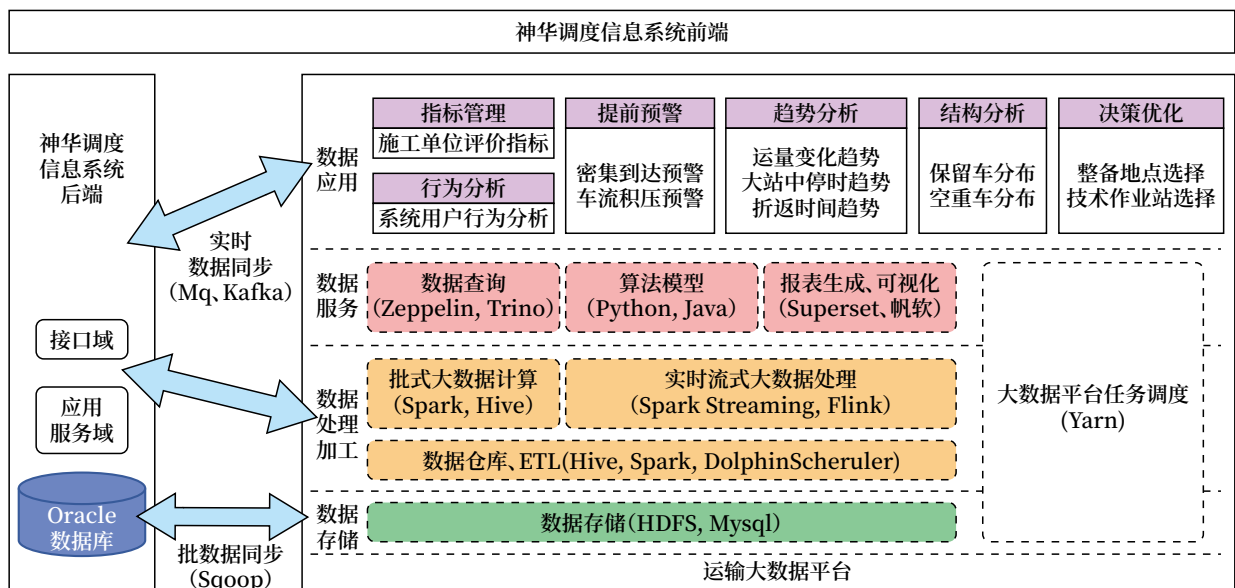 神华调度信息系统前端
神华调度
信息系统
后端
接口域
应用
服务域
Oracle
数据库
实时
数据同步
(Mq、Kafka)
批数据同步
(Sqoop)
数据
应用
指标管理
施工单位评价指标
行为分析
系统用户行为分析
提前预警
密集到达预警
车流积压预警
趋势分析
运量变化趋势
大站中停时趋势
折返时间趋势
结构分析
保留车分布
空重车分布
决策优化
整备地点选择
技术作业站选择
数据
服务
数据查询
(Zeppelin, Trino)
算法模型
(Python, Java)
报表生成、可视化
(Superset、帆软)
数据
处理
加工
批式大数据计算
(Spark, Hive)
实时流式大数据处理
(Spark Streaming, Flink)
数据仓库、ETL(Hive, Spark, DolphinScheruler)
数据
存储
数据存储(HDFS, Mysql)
大数据平台任务调度
(Yarn)
运输大数据平台